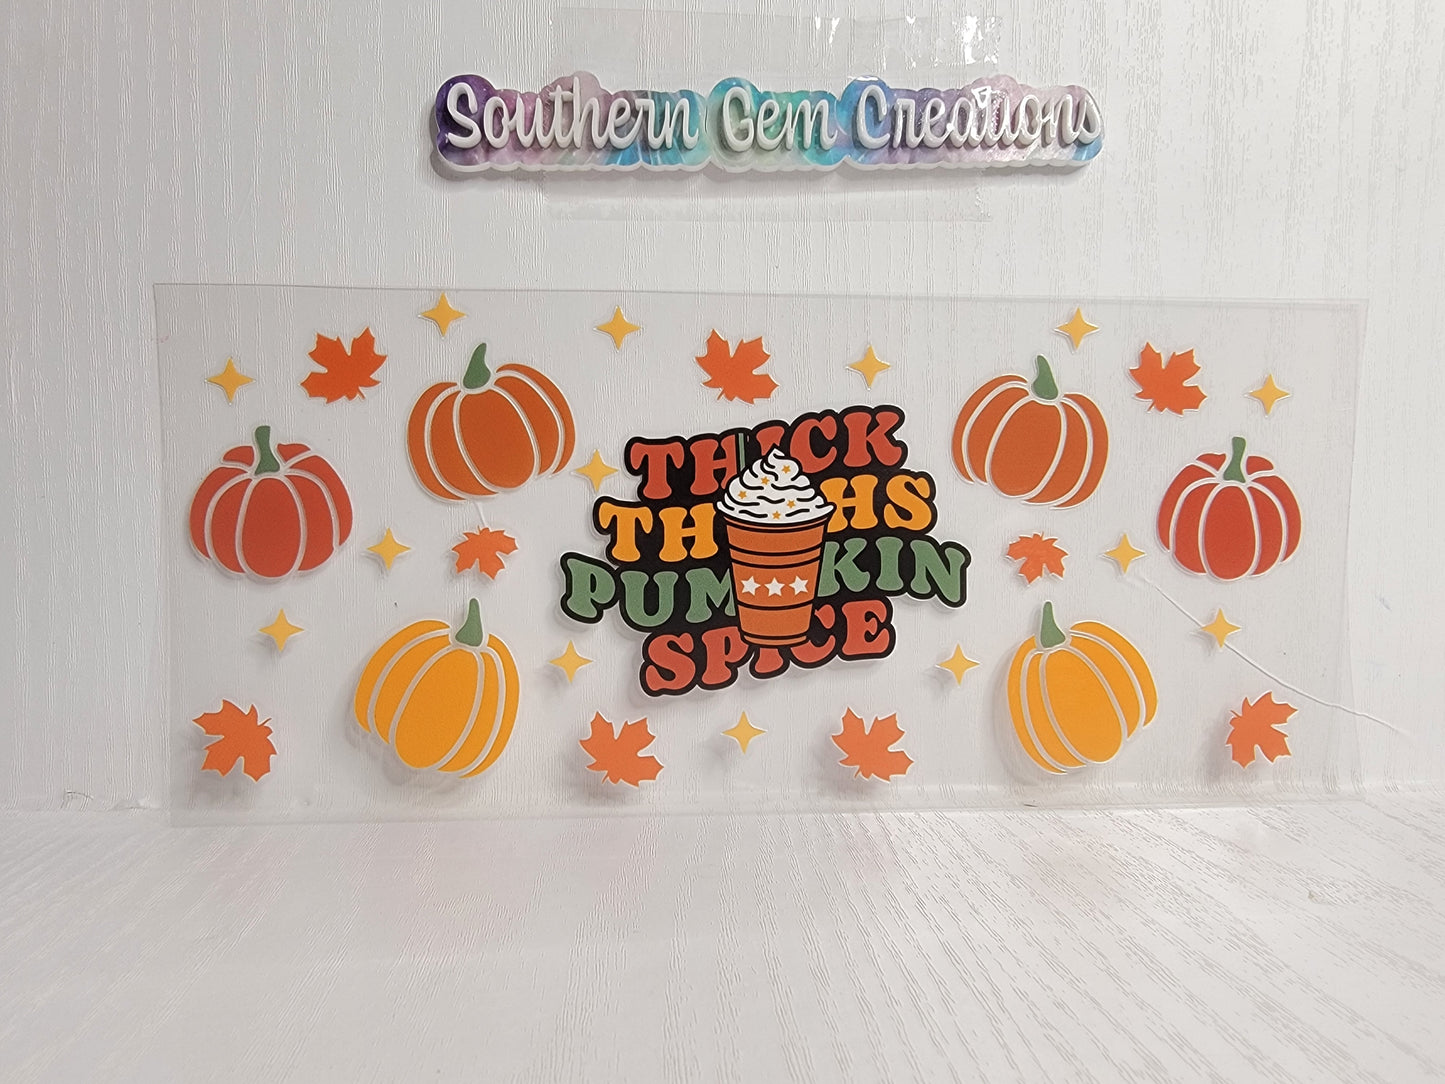 Southern Gem Creations
THICK
THIGHS
PUMPKIN
SPICE